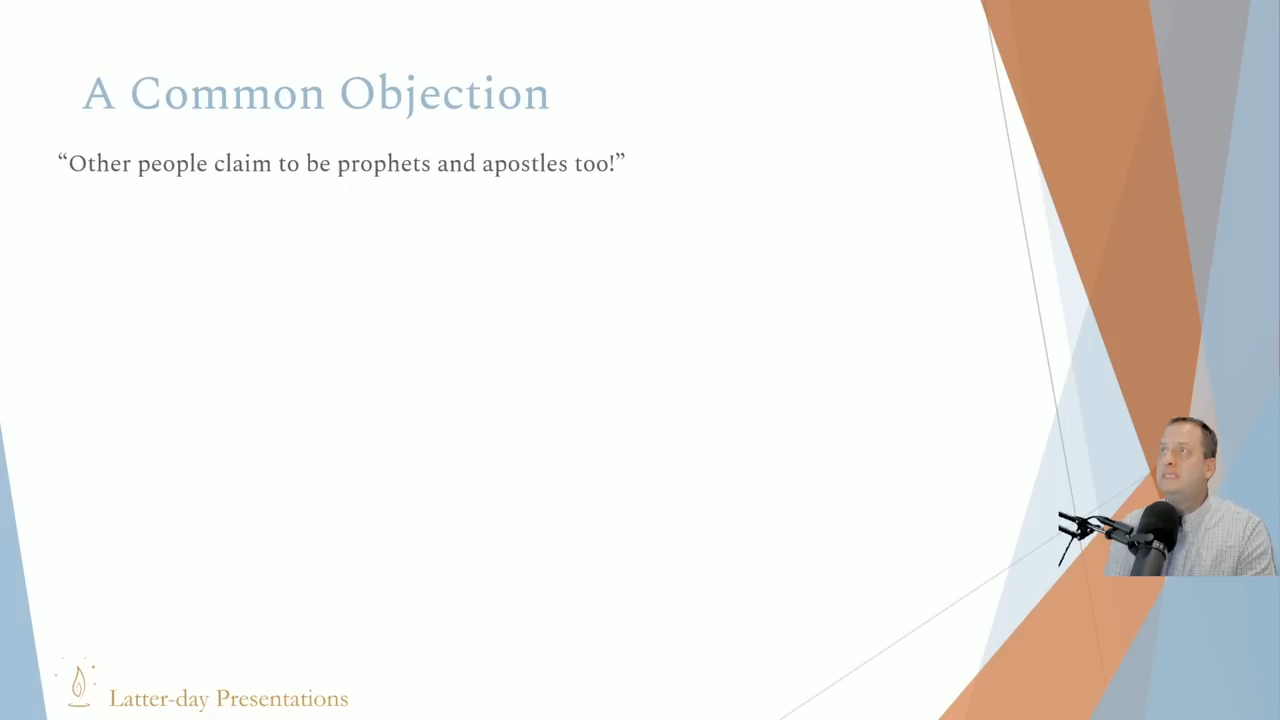 A Common Objection
“Other people claim to be prophets and apostles too!”
Latter-day Presentations